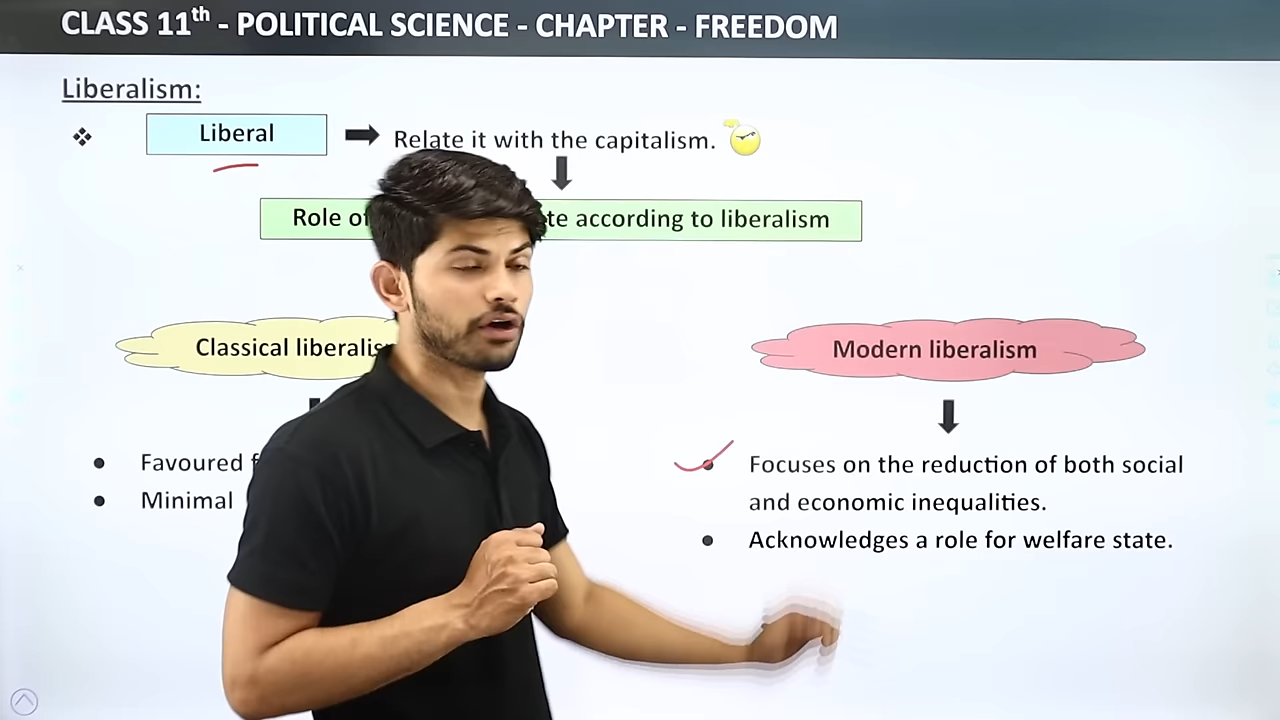 CLASS 11th - POLITICAL SCIENCE - CHAPTER - FREEDOM
Liberalism:
Liberal
Relate it with the capitalism.
Role of te according to liberalism
Classical liberalis
Modern liberalism
Favoured f
Minimal
Focuses on the reduction of both social
and economic inequalities.
Acknowledges a role for welfare state.